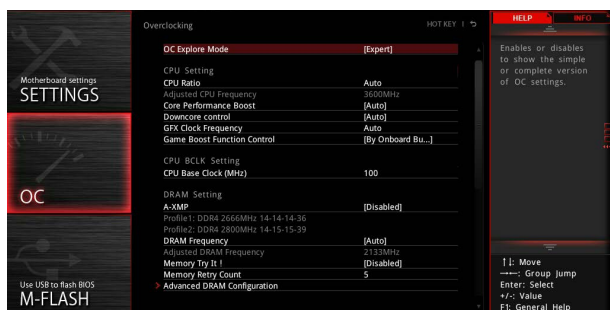 Overclocking
HOT KEY
HELP
INFO
OC Explore Mode [Expert]
CPU Setting
CPU Ratio Auto
Adjusted CPU Frequency 3600MHz
Core Performance Boost [Auto]
Downcore control [Auto]
GFX Clock Frequency Auto
Game Boost Function Control [By Onboard Bu...]
CPU BCLK Setting
CPU Base Clock (MHz) 100
DRAM Setting
A-XMP [Disabled]
Profile1: DDR4 2666MHz 14-14-14-36
Profile2: DDR4 2800MHz 14-15-15-39
DRAM Frequency [Auto]
Adjusted DRAM Frequency 2133MHz
Memory Try It ! [Disabled]
Memory Retry Count 5
> Advanced DRAM Configuration
Motherboard settings
SETTINGS
OC
Use USB to flash BIOS
M-FLASH
Enables or disables
to show the simple
or complete version
of OC settings.
↑↓: Move
→←: Group Jump
Enter: Select
+/-: Value
F1: General Help